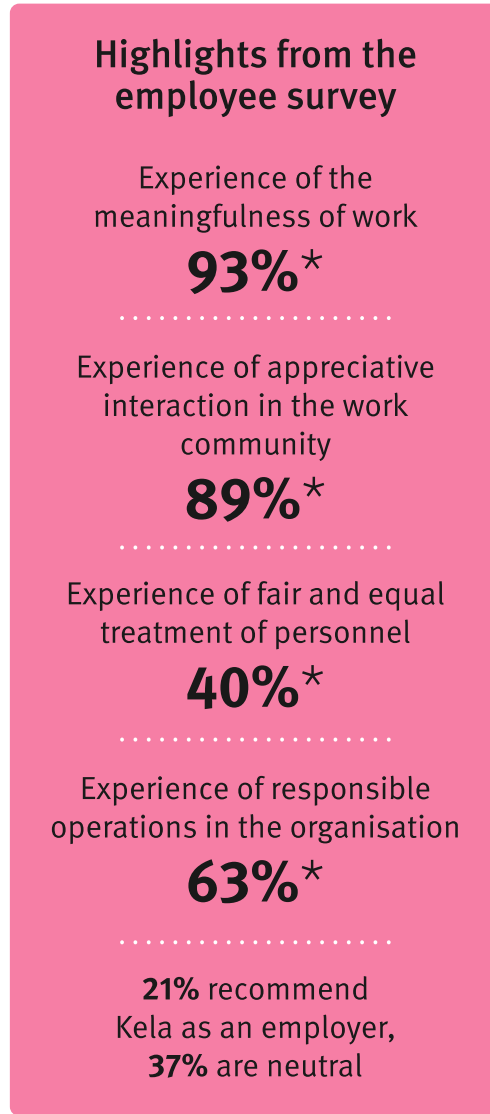 Highlights from the
employee survey
Experience of the
meaningfulness of work
93%*
Experience of appreciative
interaction in the work
community
89%*
Experience of fair and equal
treatment of personnel
40%*
Experience of responsible
operations in the organisation
63%*
21% recommend
Kela as an employer,
37% are neutral